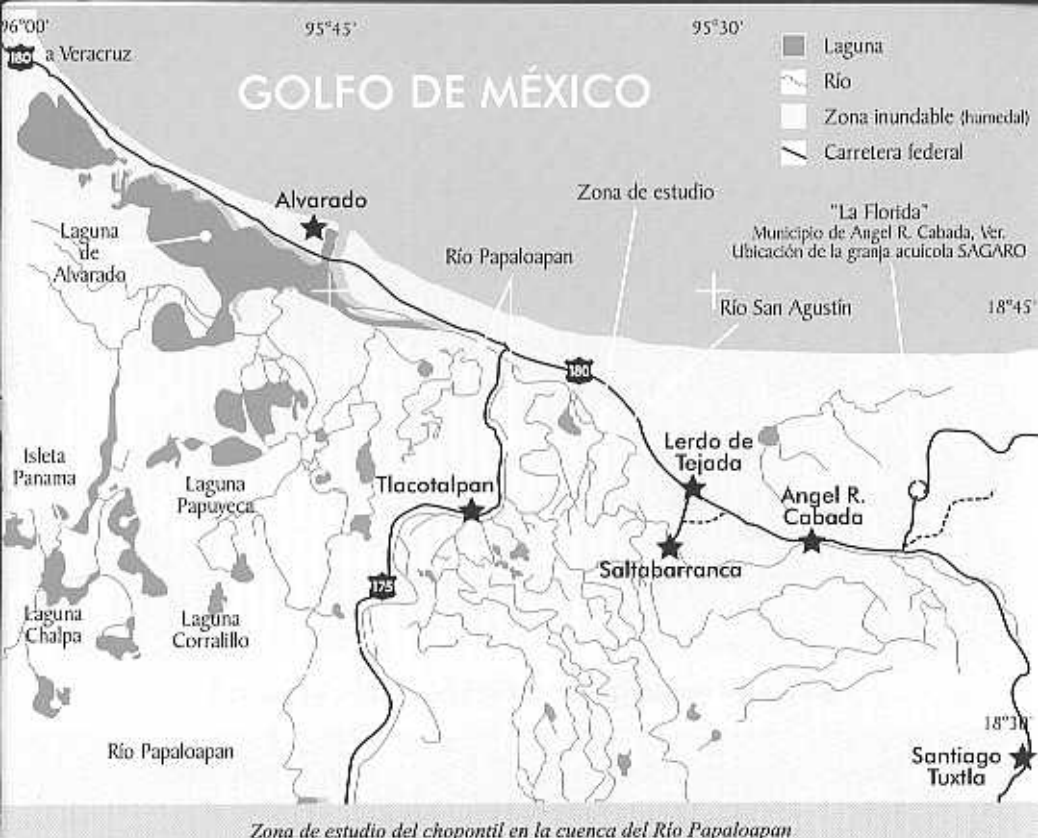 96°00'
95°45'
95°30'
180
a Veracruz
GOLFO DE MÉXICO
Laguna
Río
Zona inundable (humedal)
Carretera federal
Alvarado
Zona de estudio
"La Florida"
Municipio de Angel R. Cabada, Ver.
Ubicación de la granja acuícola SAGARO
Laguna
de
Alvarado
Río Papaloapan
Río San Agustín
18°45'
180
Isleta
Panama
Laguna
Papuyeca
Tlacotalpan
Lerdo de
Tejada
Angel R.
Cabada
Saltabarranca
175
Laguna
Chalpa
Laguna
Corralillo
18°30'
Río Papaloapan
Santiago
Tuxtla
Zona de estudio del chopontil en la cuenca del Río Papaloapan